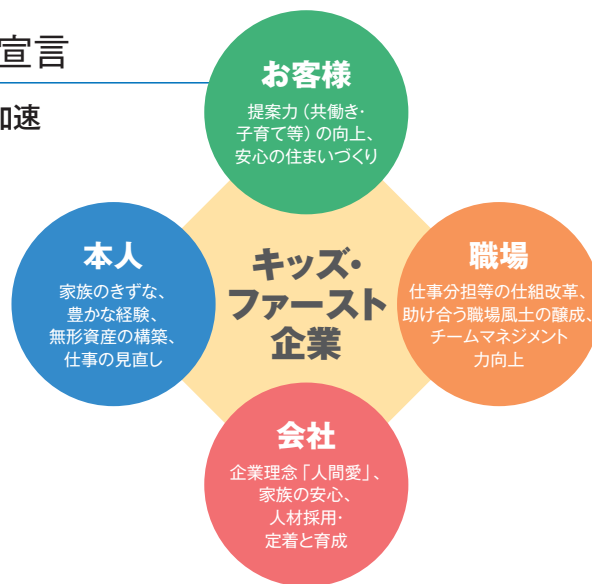 宣言
加速
お客様
提案力(共働き・
子育て等)の向上、
安心の住まいづくり
本人
家族のきずな、
豊かな経験、
無形資産の構築、
仕事の見直し
キッズ・
ファースト
企業
職場
仕事分担等の仕組改革、
助け合う職場風土の醸成、
チームマネジメント
力向上
会社
企業理念「人間愛」、
家族の安心、
人材採用・
定着と育成